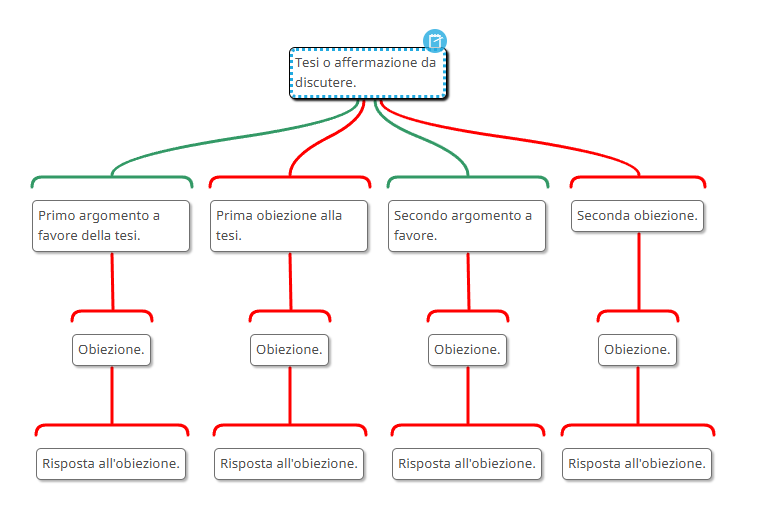 Tesi o affermazione da
discutere.
Primo argomento a
favore della tesi.
Prima obiezione alla
tesi.
Secondo argomento a
favore.
Seconda obiezione.
Obiezione.
Obiezione.
Obiezione.
Obiezione.
Risposta all'obiezione.
Risposta all'obiezione.
Risposta all'obiezione.
Risposta all'obiezione.